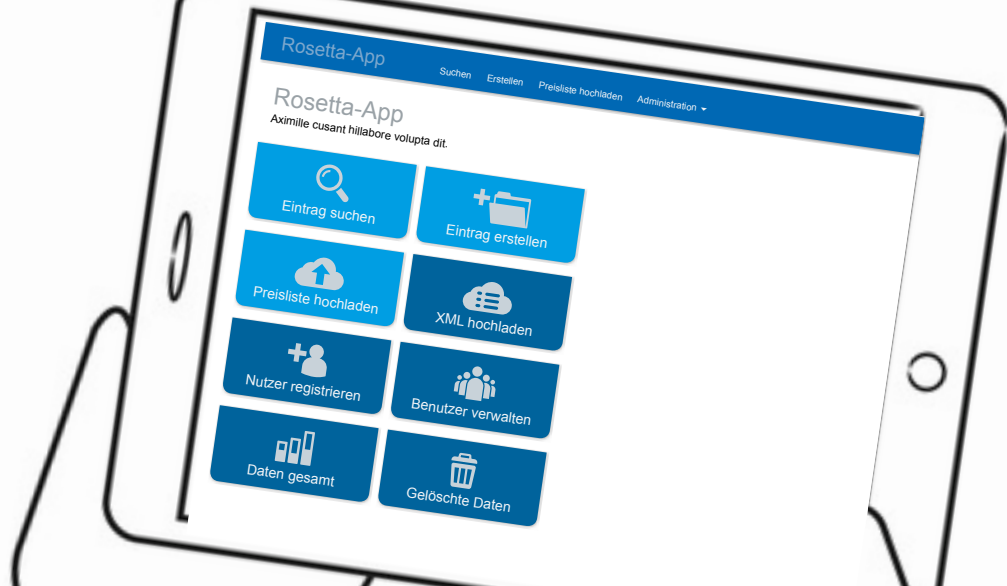 Rosetta-App
Suchen Erstellen Preisliste hochladen Administration
Rosetta-App
Aximille cusant hillabore volupta dit.
Eintrag suchen
Eintrag erstellen
Preisliste hochladen
XML hochladen
Nutzer registrieren
Benutzer verwalten
Daten gesamt
Gelöschte Daten